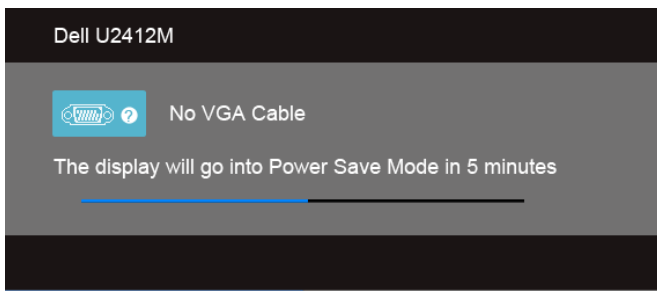 Dell U2412M
No VGA Cable
The display will go into Power Save Mode in 5 minutes